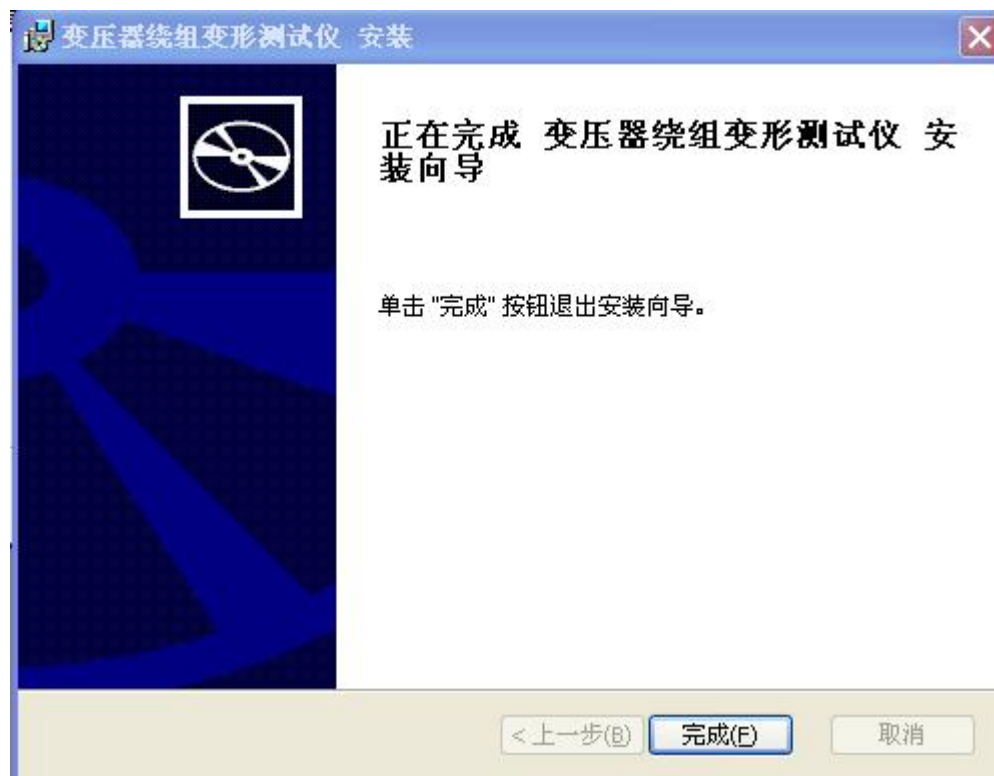 变压器绕组变形测试仪 安装
正在完成 变压器绕组变形测试仪 安
装向导
单击 "完成" 按钮退出安装向导。
< 上一步(B) 完成(F) 取消